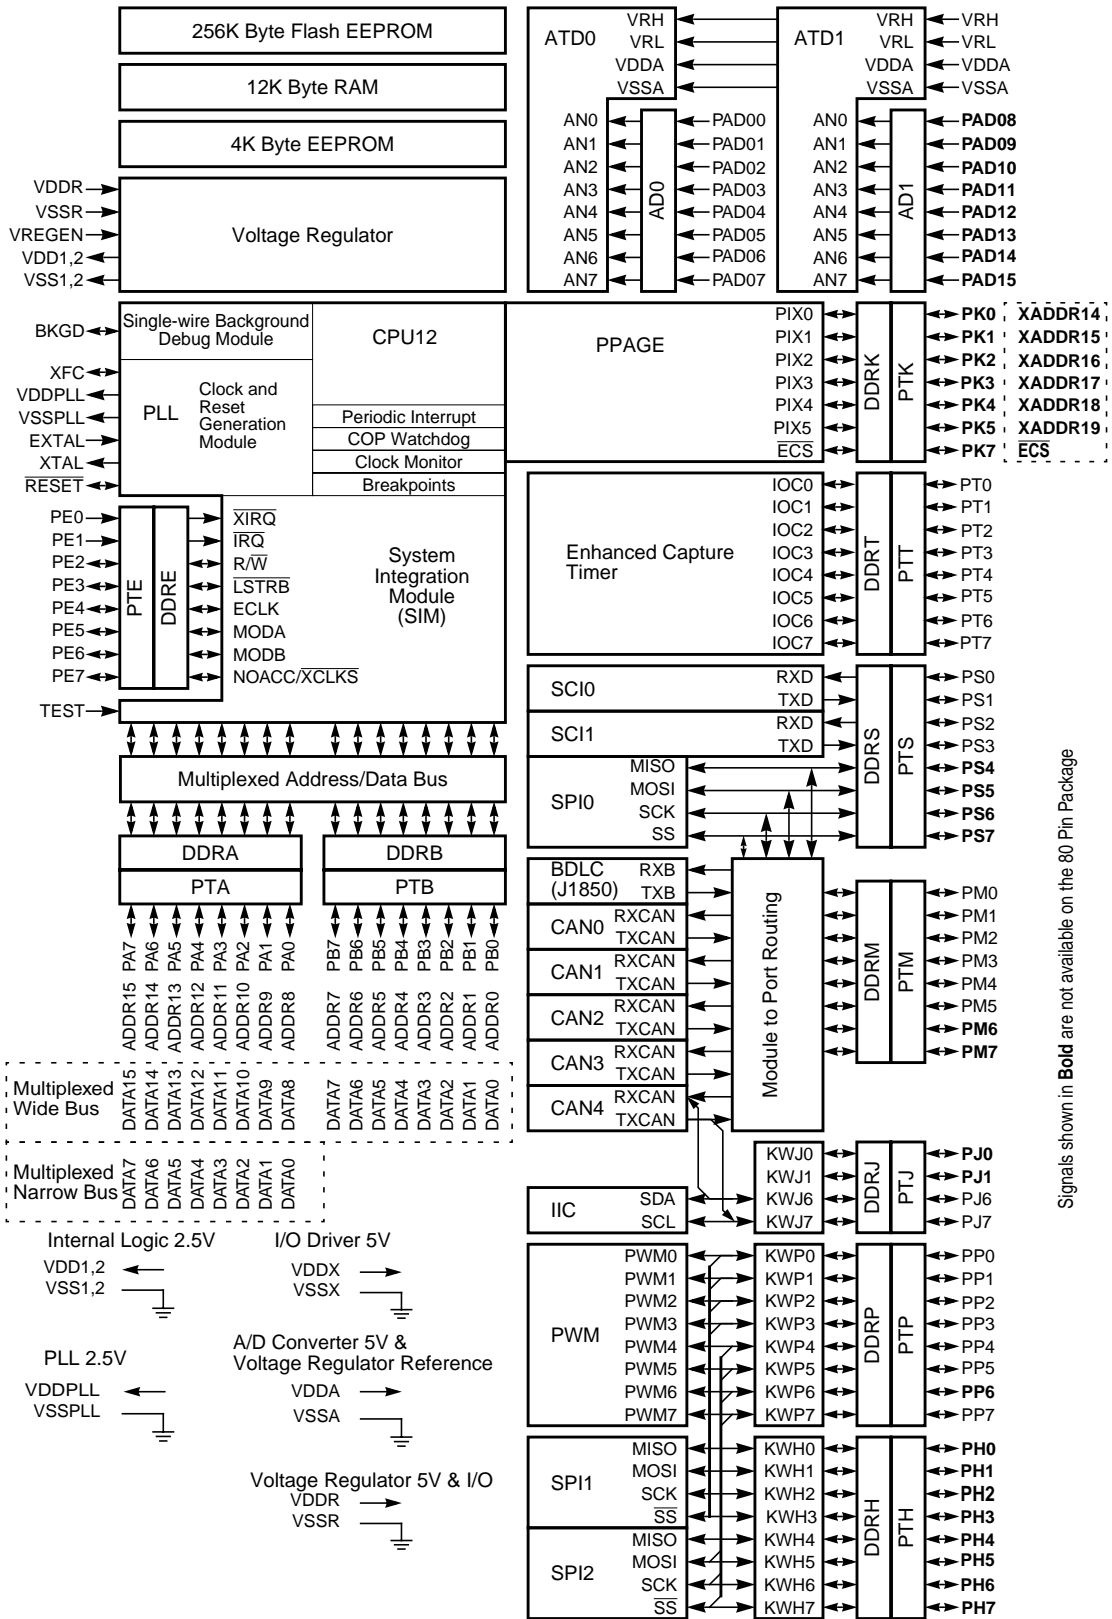 256K Byte Flash EEPROM
12K Byte RAM
4K Byte EEPROM
VDDR
VSSR
VREGEN
VDD1,2
VSS1,2
Voltage Regulator
ATD0
VRH
VRL
VDDA
VSSA
AN0
AN1
AN2
AN3
AN4
AN5
AN6
AN7
AD0
PAD00
PAD01
PAD02
PAD03
PAD04
PAD05
PAD06
PAD07
ATD1
VRH
VRL
VDDA
VSSA
VRH
VRL
VDDA
VSSA
AN0
AN1
AN2
AN3
AN4
AN5
AN6
AN7
AD1
PAD08
PAD09
PAD10
PAD11
PAD12
PAD13
PAD14
PAD15
BKGD
Single-wire Background
Debug Module
CPU12
XFC
VDDPLL
VSSPLL
EXTAL
XTAL
RESET
PLL
Clock and
Reset
Generation
Module
Periodic Interrupt
COP Watchdog
Clock Monitor
Breakpoints
PPAGE
PIX0
PIX1
PIX2
PIX3
PIX4
PIX5
ECS
DDRK
PTK
PK0 XADDR14
PK1 XADDR15
PK2 XADDR16
PK3 XADDR17
PK4 XADDR18
PK5 XADDR19
PK7 ECS
PE0
PE1
PE2
PE3
PE4
PE5
PE6
PE7
TEST
PTE
DDRE
XIRQ
IRQ
R/W
LSTRB
ECLK
MODA
MODB
NOACC/XCLKS
System
Integration
Module
(SIM)
Enhanced Capture
Timer
IOC0
IOC1
IOC2
IOC3
IOC4
IOC5
IOC6
IOC7
DDRT
PTT
PT0
PT1
PT2
PT3
PT4
PT5
PT6
PT7
SCI0
RXD
TXD
SCI1
RXD
TXD
SPI0
MISO
MOSI
SCK
SS
DDRS
PTS
PS0
PS1
PS2
PS3
PS4
PS5
PS6
PS7
Multiplexed Address/Data Bus
DDRA
PTA
DDRB
PTB
PA7
PA6
PA5
PA4
PA3
PA2
PA1
PA0
PB7
PB6
PB5
PB4
PB3
PB2
PB1
PB0
ADDR15
ADDR14
ADDR13
ADDR12
ADDR11
ADDR10
ADDR9
ADDR8
ADDR7
ADDR6
ADDR5
ADDR4
ADDR3
ADDR2
ADDR1
ADDR0
Multiplexed
Wide Bus
DATA15
DATA14
DATA13
DATA12
DATA11
DATA10
DATA9
DATA8
DATA7
DATA6
DATA5
DATA4
DATA3
DATA2
DATA1
DATA0
Multiplexed
Narrow Bus
DATA7
DATA6
DATA5
DATA4
DATA3
DATA2
DATA1
DATA0
BDLC
(J1850)
RXB
TXB
CAN0
RXCAN
TXCAN
CAN1
RXCAN
TXCAN
CAN2
RXCAN
TXCAN
CAN3
RXCAN
TXCAN
CAN4
RXCAN
TXCAN
Module to Port Routing
DDRM
PTM
PM0
PM1
PM2
PM3
PM4
PM5
PM6
PM7
Signals shown in Bold are not available on the 80 Pin Package
IIC
SDA
SCL
KWJ0
KWJ1
KWJ6
KWJ7
DDRJ
PTJ
PJ0
PJ1
PJ6
PJ7
Internal Logic 2.5V
VDD1,2
VSS1,2
I/O Driver 5V
VDDX
VSSX
PLL 2.5V
VDDPLL
VSSPLL
A/D Converter 5V &
Voltage Regulator Reference
VDDA
VSSA
Voltage Regulator 5V & I/O
VDDR
VSSR
PWM
PWM0
PWM1
PWM2
PWM3
PWM4
PWM5
PWM6
PWM7
KWP0
KWP1
KWP2
KWP3
KWP4
KWP5
KWP6
KWP7
DDRP
PTP
PP0
PP1
PP2
PP3
PP4
PP5
PP6
PP7
SPI1
MISO
MOSI
SCK
SS
SPI2
MISO
MOSI
SCK
SS
KWH0
KWH1
KWH2
KWH3
KWH4
KWH5
KWH6
KWH7
DDRH
PTH
PH0
PH1
PH2
PH3
PH4
PH5
PH6
PH7